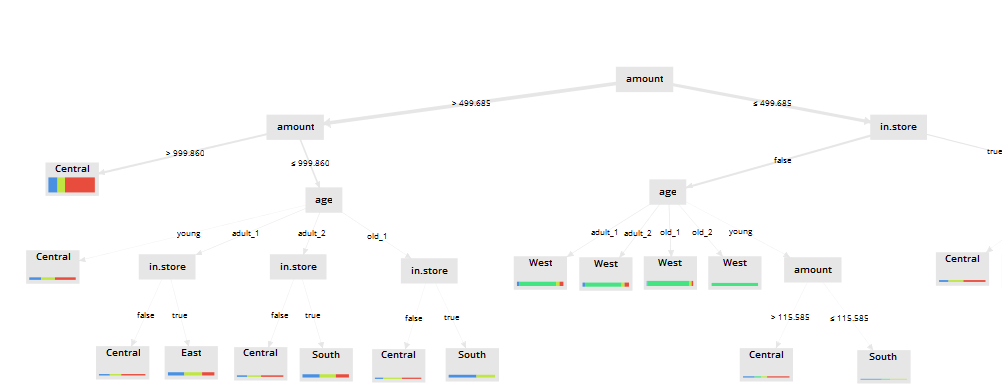 amount
> 499.685
≤ 499.685
amount
in.store
> 999.860
≤ 999.860
false
true
Central
age
age
young
adult_1
adult_2
old_1
adult_1
adult_2
old_1
old_2
young
Central
in.store
in.store
in.store
West
West
West
West
amount
Central
false
true
false
true
false
true
> 115.585
≤ 115.585
Central
East
Central
South
Central
South
Central
South